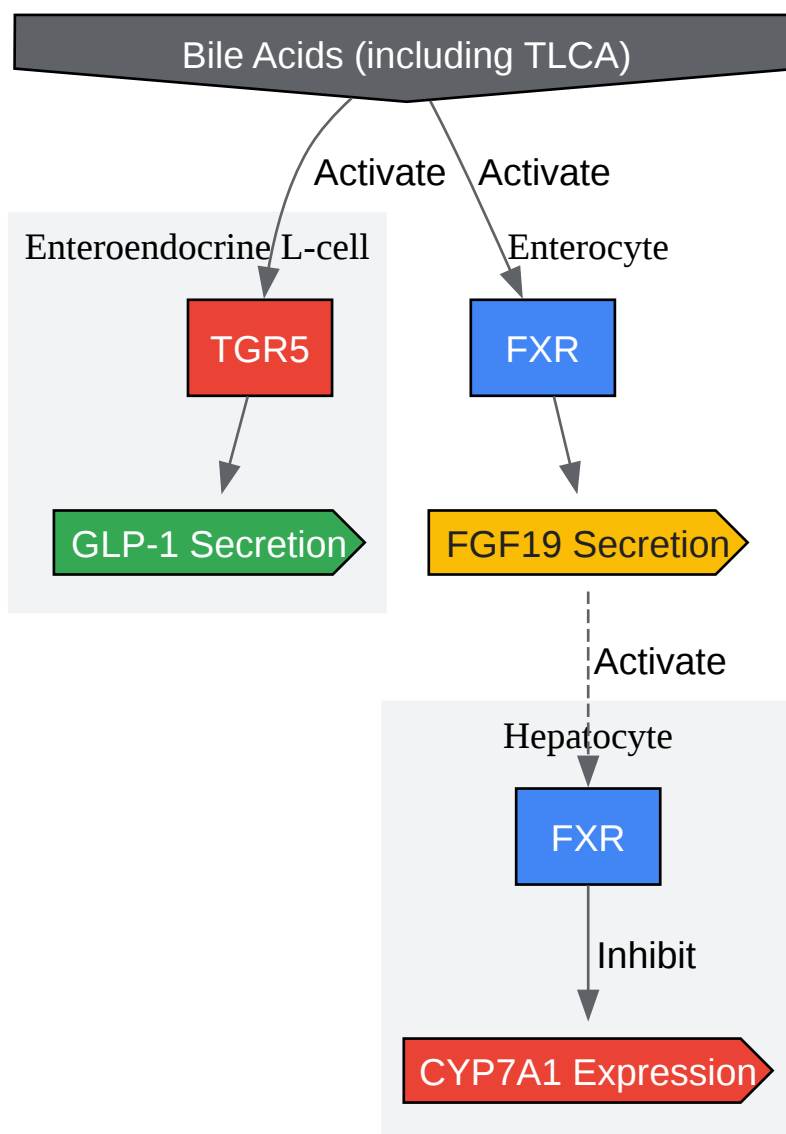 Bile Acids (including TLCA)
Activate
Activate
Enteroendocrine L-cell
Enterocyte
TGR5
FXR
GLP-1 Secretion
FGF19 Secretion
Activate
Hepatocyte
FXR
Inhibit
CYP7A1 Expression